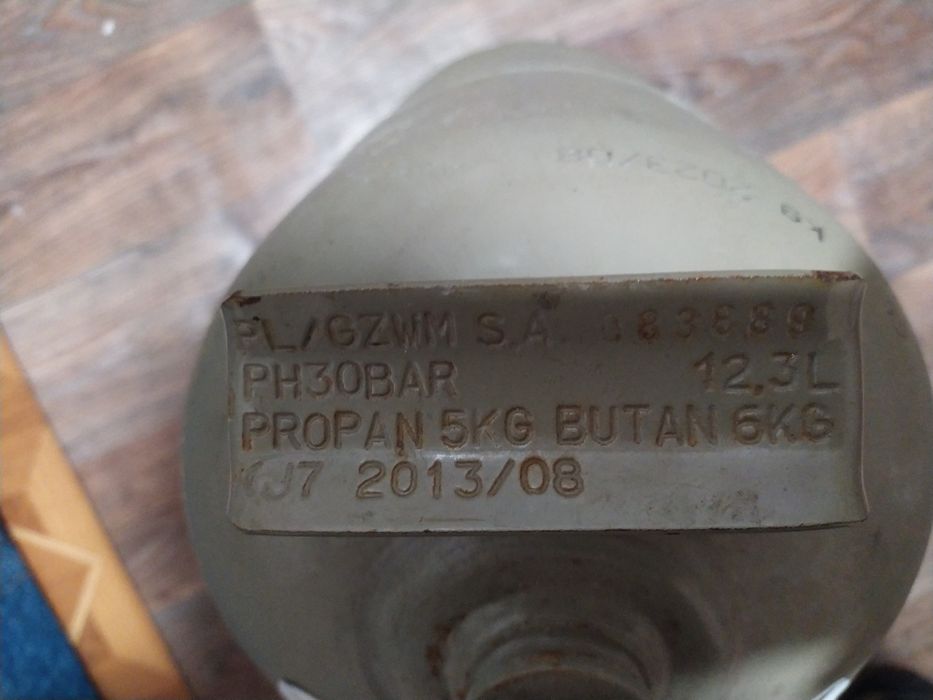 PL/GZWM S.A.
PH30BAR 12,3L
PROPAN 5KG BUTAN 6KG
2013/08